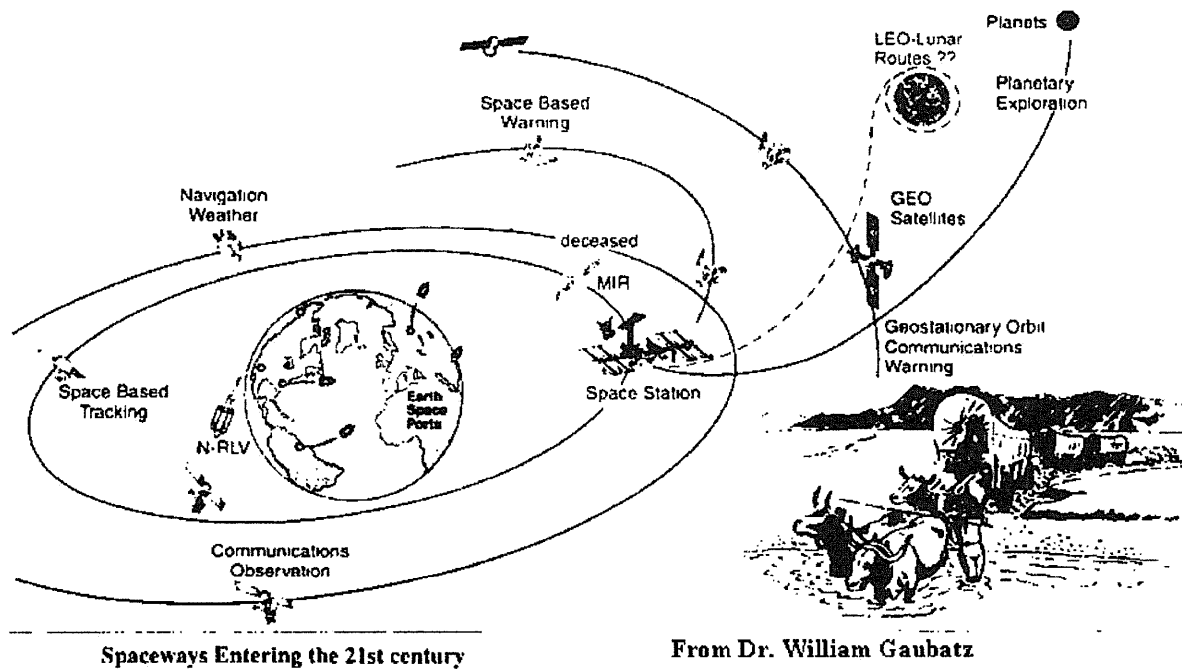 Planets
LEO-Lunar
Routes ??
Planetary
Exploration
Space Based
Warning
Navigation
Weather
GEO
Satellites
deceased
MIR
Geostationary Orbit
Communications
Warning
Space Based
Tracking
Space Station
Earth
Space
Ports
N-RLV
Communications
Observation
Spaceways Entering the 21st century
From Dr. William Gaubatz